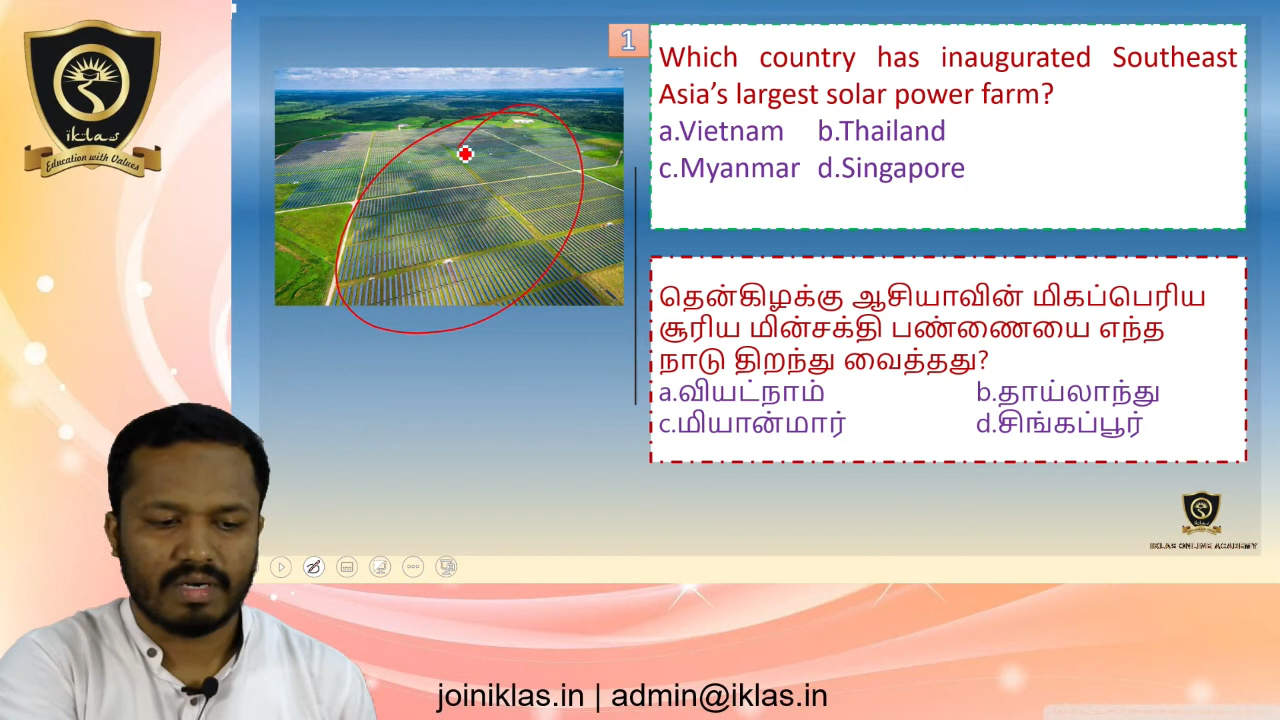 iklas
Education with Values
1
Which country has inaugurated Southeast
Asia’s largest solar power farm?
a.Vietnam b.Thailand
c.Myanmar d.Singapore
தென்கிழக்கு ஆசியாவின் மிகப்பெரிய
சூரிய மின்சக்தி பண்ணையை எந்த
நாடு திறந்து வைத்தது?
a.வியட்நாம் b.தாய்லாந்து
c.மியான்மார் d.சிங்கப்பூர்
IKLAS ONLINE ACADEMY
joiniklas.in | admin@iklas.in